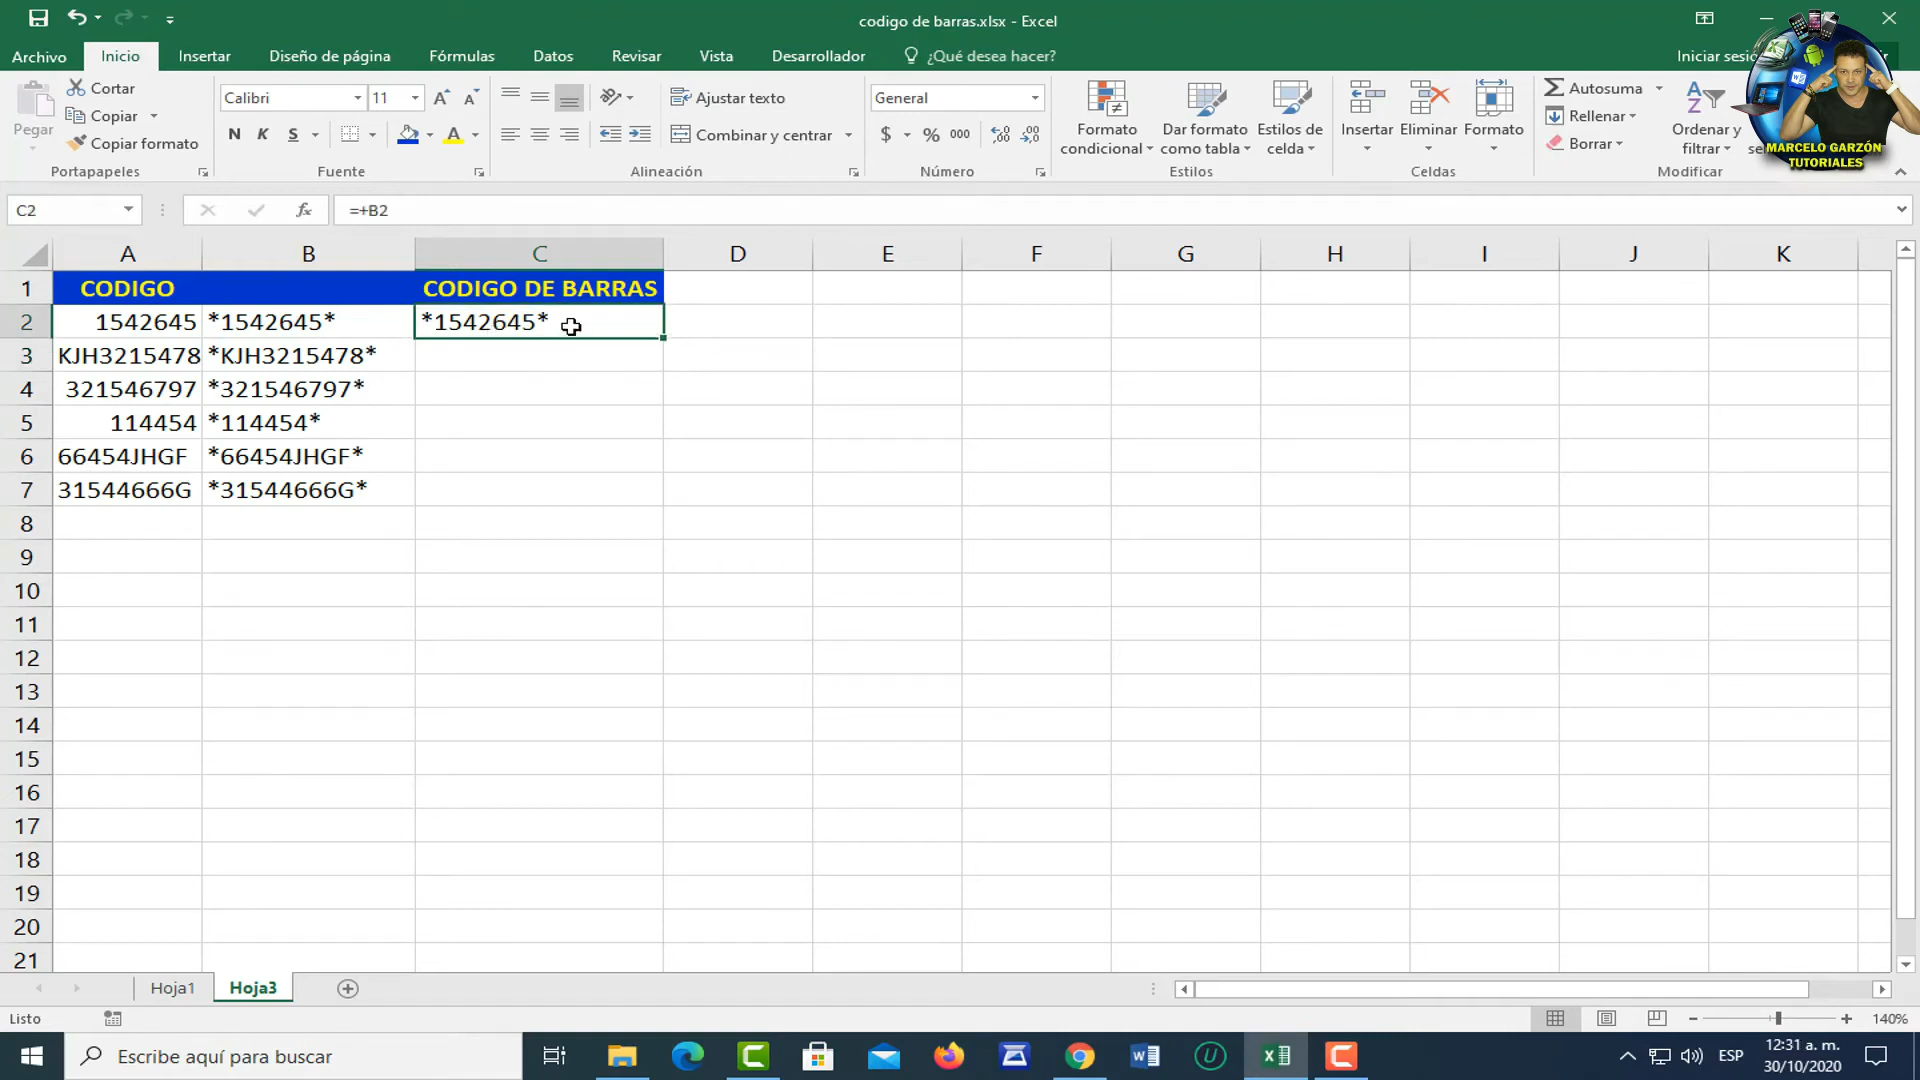 codigo de barras.xlsx - Excel
Archivo Inicio Insertar Diseño de página Fórmulas Datos Revisar Vista Desarrollador ¿Qué desea hacer? Iniciar sesió
Pegar
Cortar
Copiar
Copiar formato
Portapapeles
Calibri 11
N K S A
Fuente
Ajustar texto
Combinar y centrar
Alineación
General
$ % 000
Número
Formato condicional
Dar formato como tabla
Estilos de celda
Estilos
Insertar
Eliminar
Formato
Celdas
Autosuma
Rellenar
Borrar
Ordenar y filtrar
Modificar
MARCELO GARZÓN
TUTORIALES
C2 fx =+B2
A B C D E F G H I J K
1 CODIGO CODIGO DE BARRAS
2 1542645 *1542645* *1542645*
3 KJH3215478 *KJH3215478*
4 321546797 *321546797*
5 114454 *114454*
6 66454JHGF *66454JHGF*
7 31544666G *31544666G*
8
9
10
11
12
13
14
15
16
17
18
19
20
21
Hoja1 Hoja3
Listo 140%
Escribe aquí para buscar
ESP
12:31 a. m.
30/10/2020